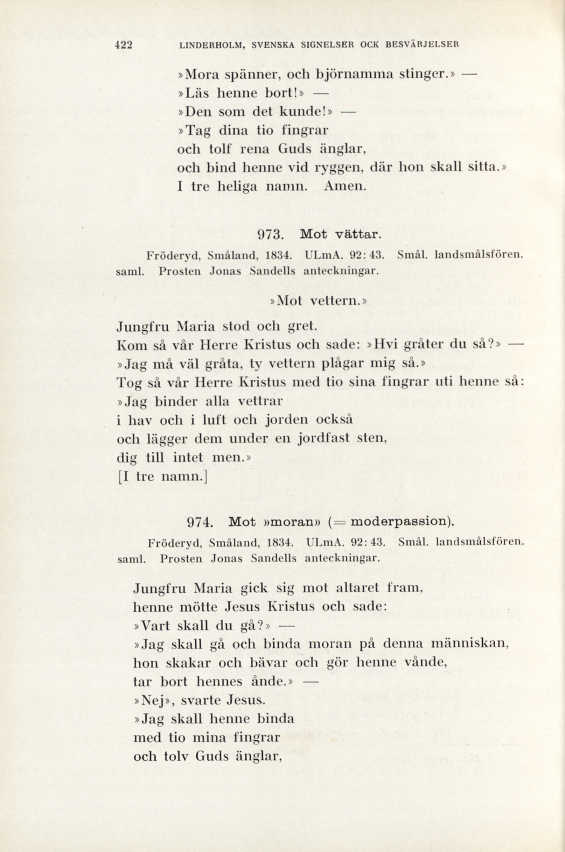 422 LINDERHOLM, SVENSKA SIGNELSER OCK BESVÄRJELSER
»Mora spänner, och björnamma stinger.» —
»Läs henne bort!» —
»Den som det kunde!» —
»Tag dina tio fingrar
och tolf rena Guds änglar,
och bind henne vid ryggen, där hon skall sitta.»
I tre heliga namn. Amen.
973. Mot vättar.
Fröderyd, Småland, 1834. ULmA. 92: 43. Smål. landsmålsfören.
saml. Prosten Jonas Sandells anteckningar.
»Mot vettern.»
Jungfru Maria stod och gret.
Kom så vår Herre Kristus och sade: »Hvi gråter du så?» —
»Jag må väl gråta, ty vettern plågar mig så.»
Tog så vår Herre Kristus med tio sina fingrar uti henne så:
»Jag binder alla vettrar
i hav och i luft och jorden också
och lägger dem under en jordfast sten,
dig till intet men.»
[I tre namn.]
974. Mot »moran» (= moderpassion).
Fröderyd, Småland, 1834. ULmA. 92: 43. Smål. landsmålsfören.
saml. Prosten Jonas Sandells anteckningar.
Jungfru Maria gick sig mot altaret fram,
henne mötte Jesus Kristus och sade:
»Vart skall du gå?» —
»Jag skall gå och binda moran på denna människan,
hon skakar och bävar och gör henne vånde,
tar bort hennes ånde.» —
»Nej», svarte Jesus.
»Jag skall henne binda
med tio mina fingrar
och tolv Guds änglar,